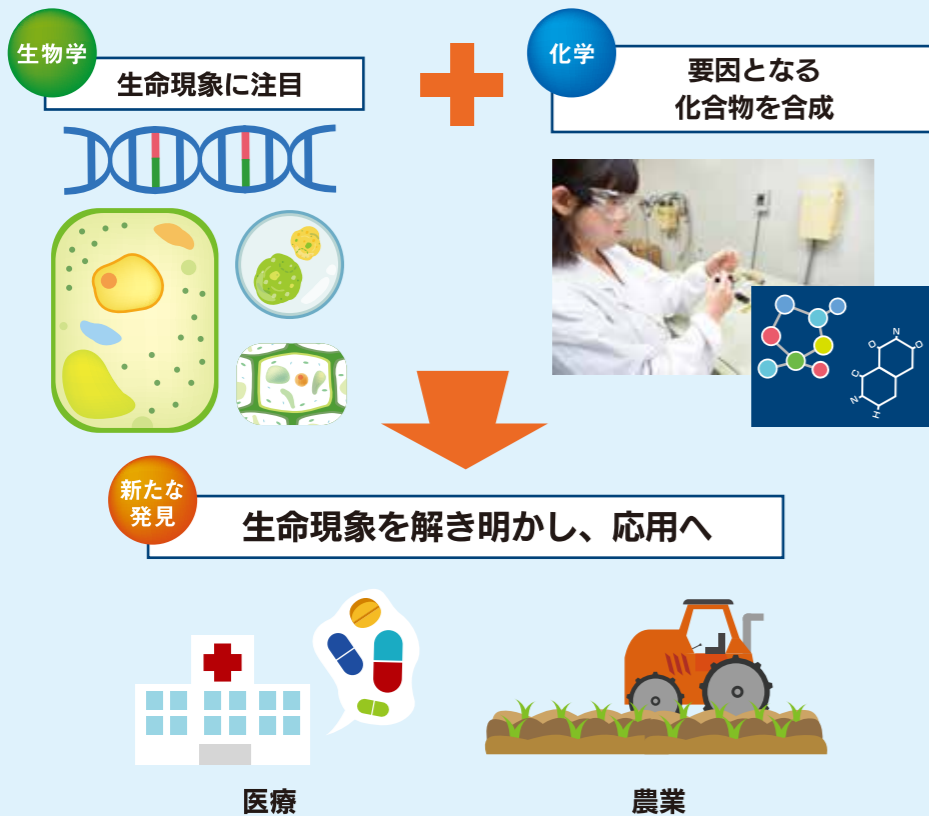 生物学
生命現象に注目
化学
要因となる
化合物を合成
N
O
O
C
N
H
新たな
発見
生命現象を解き明かし、応用へ
医療
農業